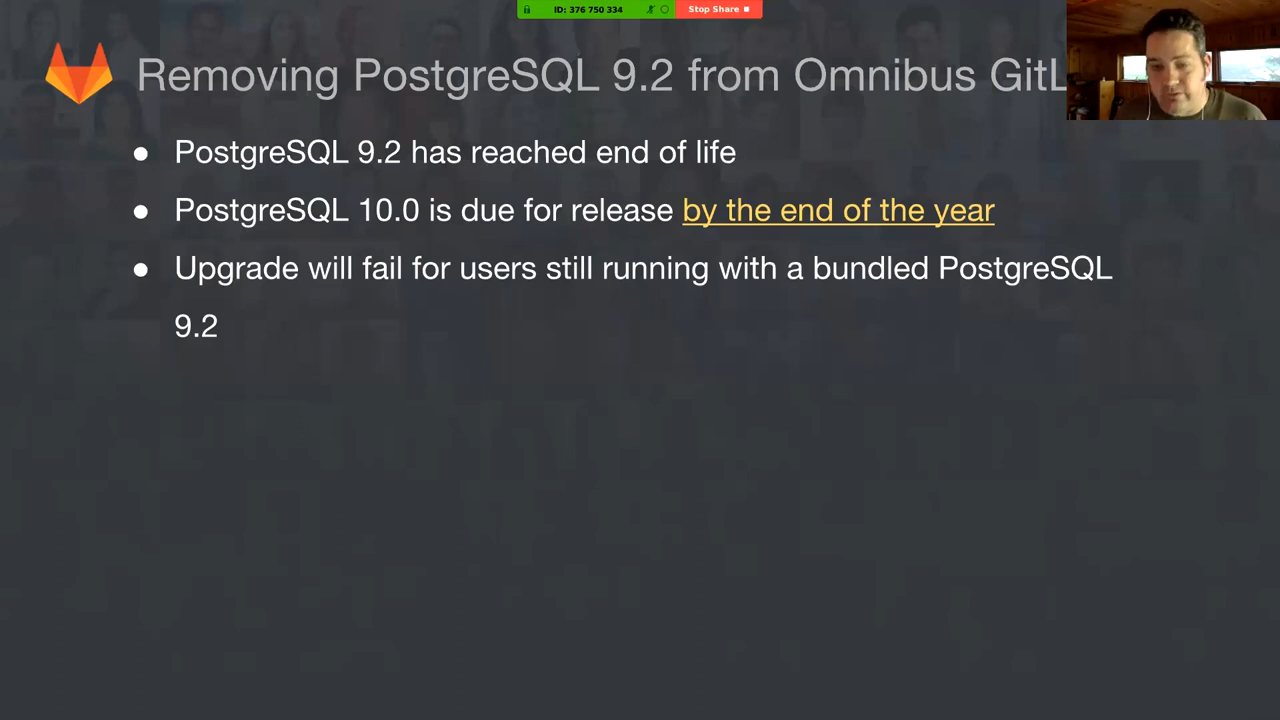 ID: 376 750 334 Stop Share
Removing PostgreSQL 9.2 from Omnibus GitL
● PostgreSQL 9.2 has reached end of life
● PostgreSQL 10.0 is due for release by the end of the year
● Upgrade will fail for users still running with a bundled PostgreSQL
9.2